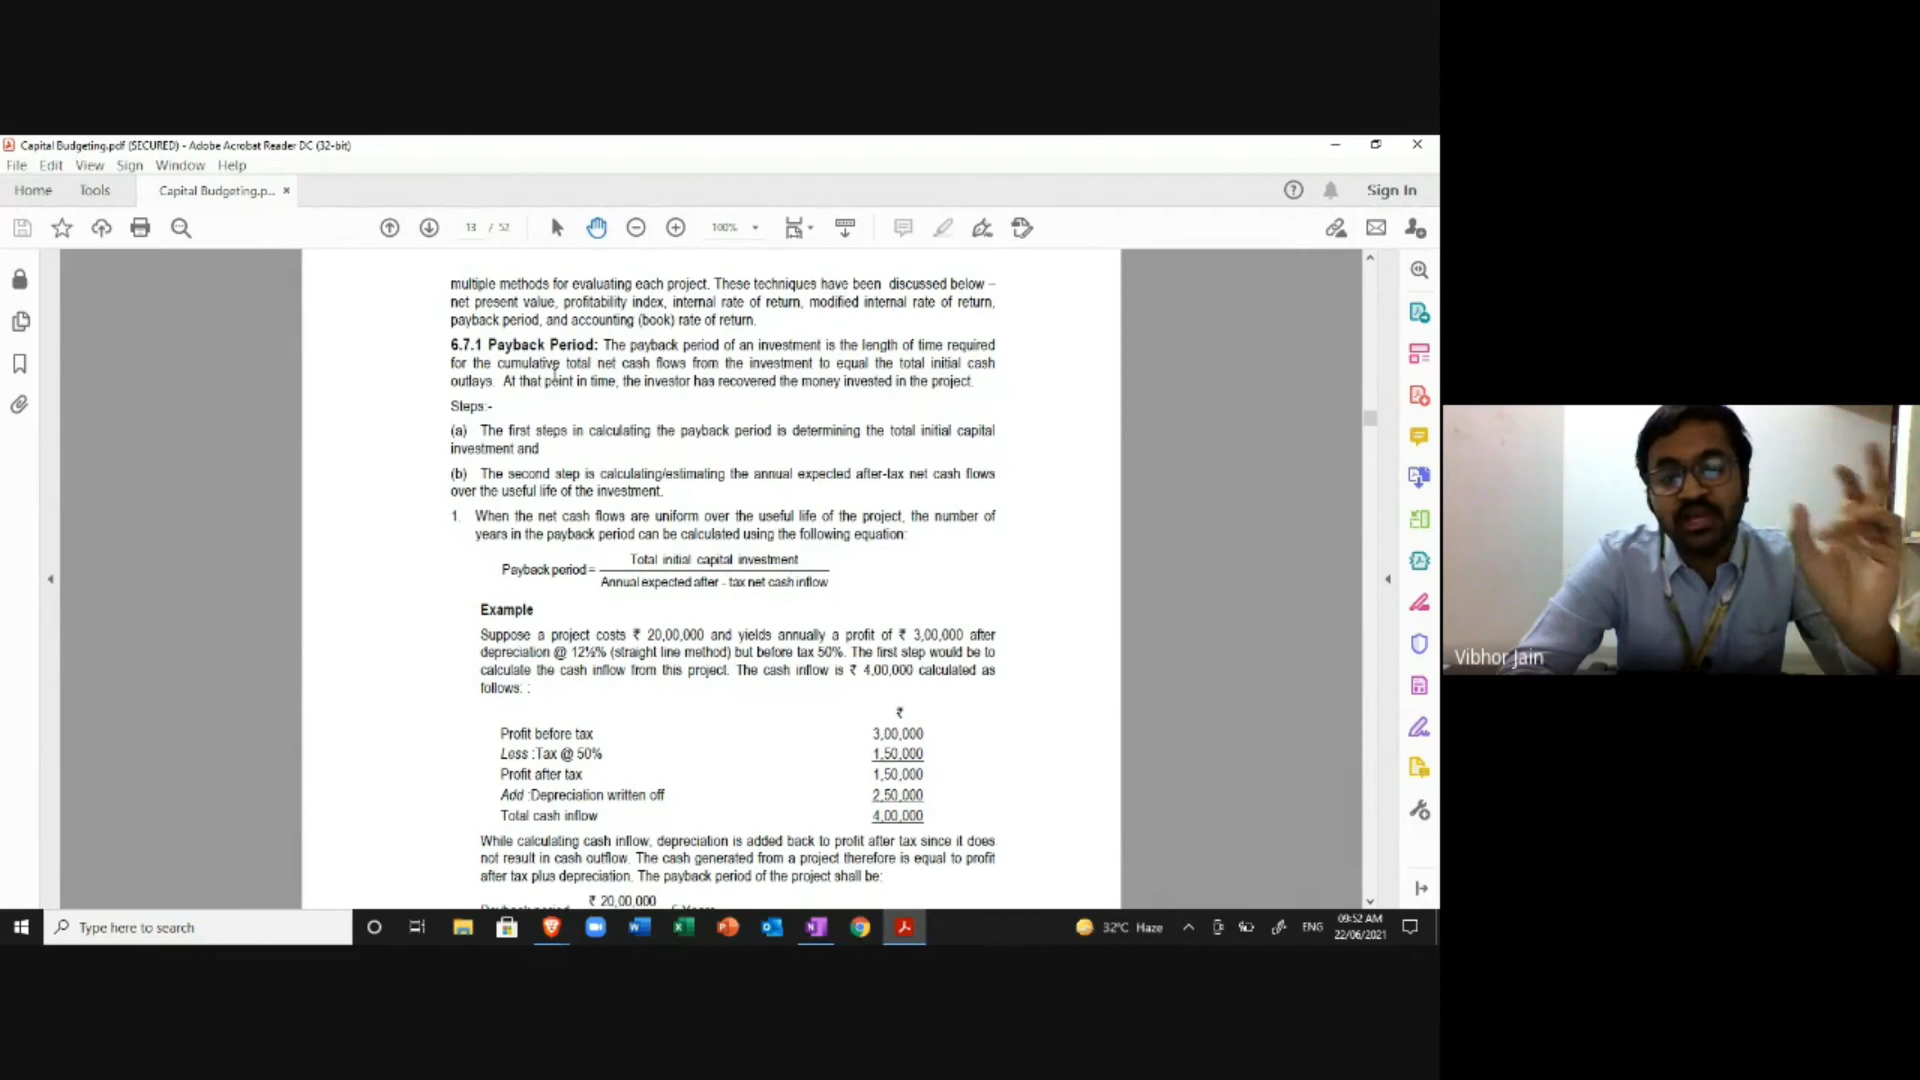 Capital Budgeting.pdf (SECURED) - Adobe Acrobat Reader DC (32-bit)
File Edit View Sign Window Help
Home Tools Capital Budgeting.p... × Sign In
13 / 52 100%
multiple methods for evaluating each project. These techniques have been discussed below –
net present value, profitability index, internal rate of return, modified internal rate of return,
payback period, and accounting (book) rate of return.
6.7.1 Payback Period: The payback period of an investment is the length of time required
for the cumulative total net cash flows from the investment to equal the total initial cash
outlays. At that point in time, the investor has recovered the money invested in the project.
Steps:-
(a) The first steps in calculating the payback period is determining the total initial capital
investment and
(b) The second step is calculating/estimating the annual expected after-tax net cash flows
over the useful life of the investment.
1. When the net cash flows are uniform over the useful life of the project, the number of
years in the payback period can be calculated using the following equation:
Total initial capital investment
Payback period =
Annual expected after - tax net cash inflow
Example
Suppose a project costs ₹ 20,00,000 and yields annually a profit of ₹ 3,00,000 after
depreciation @ 12½% (straight line method) but before tax 50%. The first step would be to
calculate the cash inflow from this project. The cash inflow is ₹ 4,00,000 calculated as
follows: :
₹
Profit before tax 3,00,000
Less :Tax @ 50% 1,50,000
Profit after tax 1,50,000
Add :Depreciation written off 2,50,000
Total cash inflow 4,00,000
While calculating cash inflow, depreciation is added back to profit after tax since it does
not result in cash outflow. The cash generated from a project therefore is equal to profit
after tax plus depreciation. The payback period of the project shall be:
₹ 20,00,000
Vibhor Jain
Type here to search
32°C Haze ENG
09:52 AM
22/06/2021